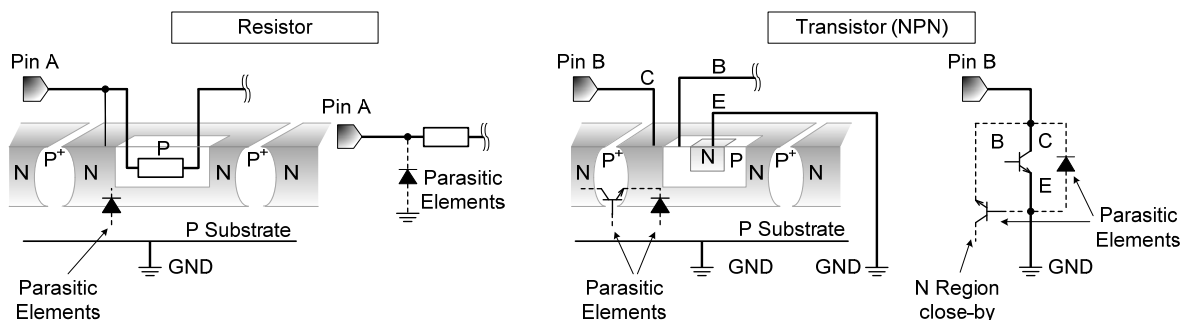 Resistor
Pin A
P
N
P+
N
P+
N
N
P Substrate
GND
Parasitic
Elements
Pin A
Parasitic
Elements
Transistor (NPN)
Pin B
C
B
E
N
P+
N
N
P
P+
N
N
P Substrate
GND
GND
Parasitic
Elements
Pin B
B
C
E
Parasitic
Elements
GND
N Region
close-by